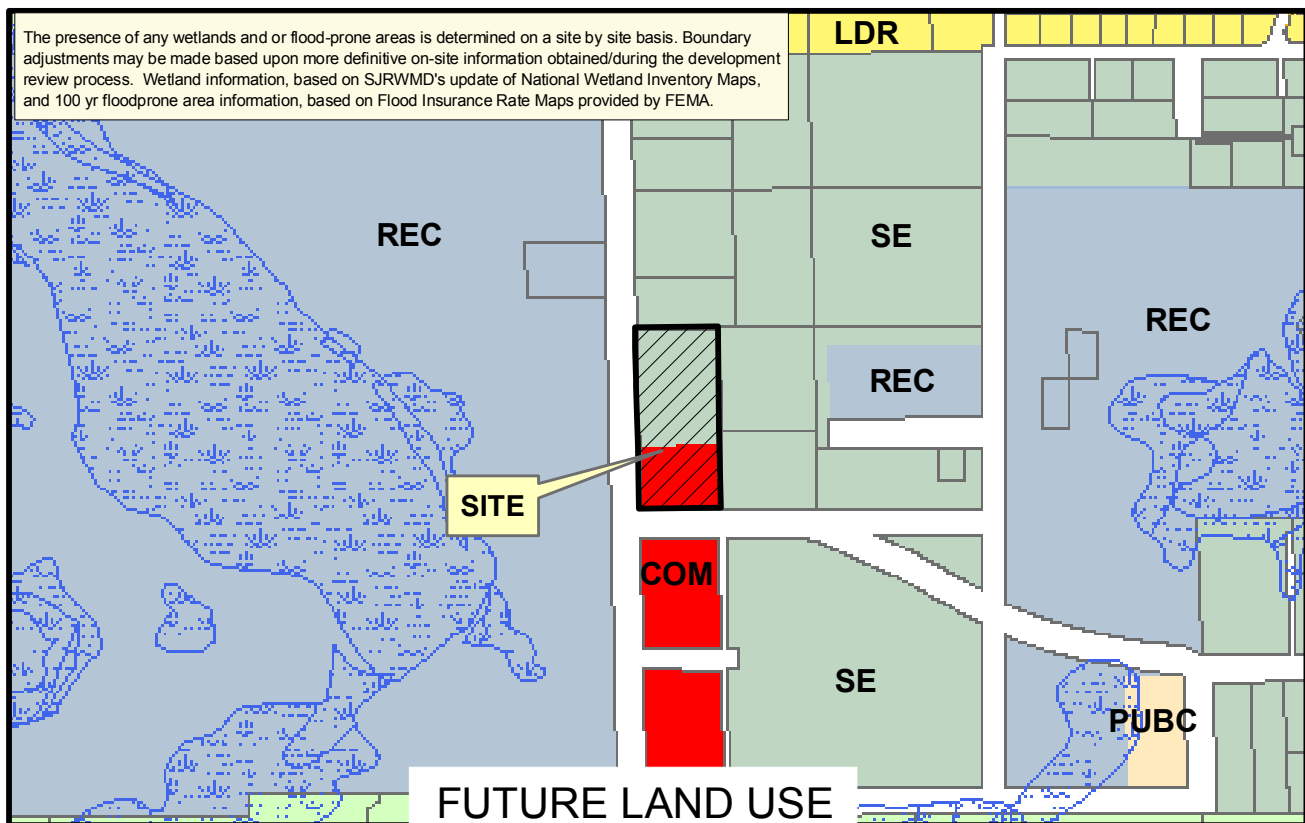 The presence of any wetlands and or flood-prone areas is determined on a site by site basis. Boundary
adjustments may be made based upon more definitive on-site information obtained/during the development
review process.  Wetland information, based on SJRWMD's update of National Wetland Inventory Maps,
and 100 yr floodprone area information, based on Flood Insurance Rate Maps provided by FEMA.
LDR
REC
SE
REC
REC
SITE
COM
SE
PUBC
FUTURE LAND USE